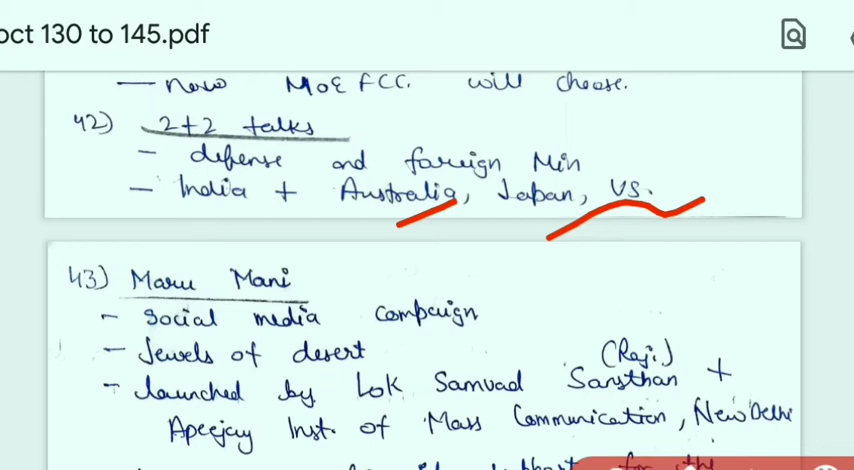 oct 130 to 145.pdf
— now MoEFCC. will choose.
42) 2+2 talks
- defense and foreign Min
- India + Australia, Japan, US.
43) Maru Mani
- Social media campaign
- Jewels of desert
(Raj.)
- launched by Lok Samvad Sansthan +
Apeejay Inst. of Mass Communication, New Delhi
for the